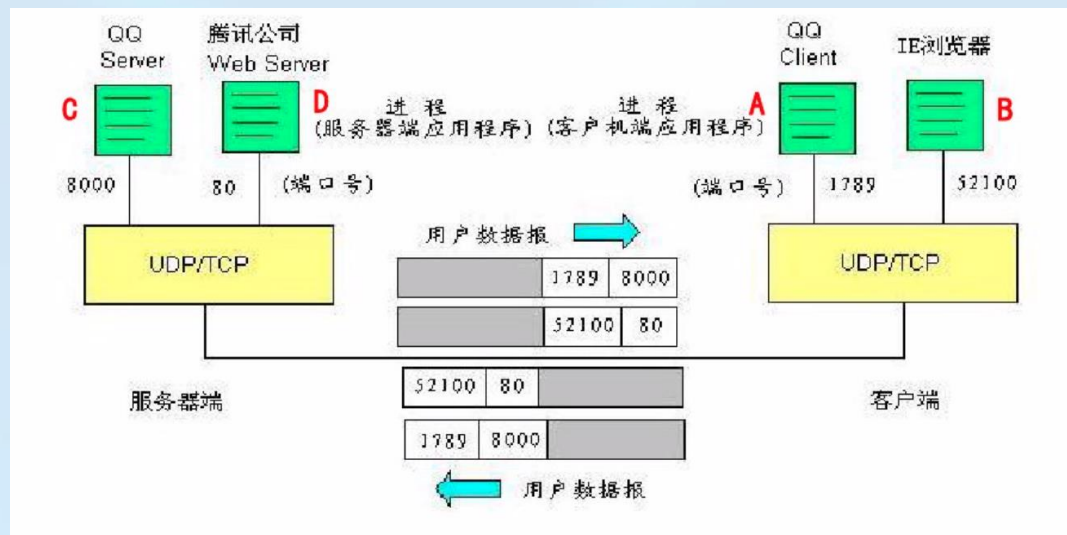 QQ
Server
腾讯公司
Web Server
QQ
Client
IE浏览器
C
D
进 程
(服务器端应用程序)
进 程
(客户机端应用程序)
A
B
8000
80
(端口号)
(端口号)
1789
52100
UDP/TCP
用户数据报
UDP/TCP
1789 8000
52100 80
服务器端
52100 80
客户端
1789 8000
用户数据报